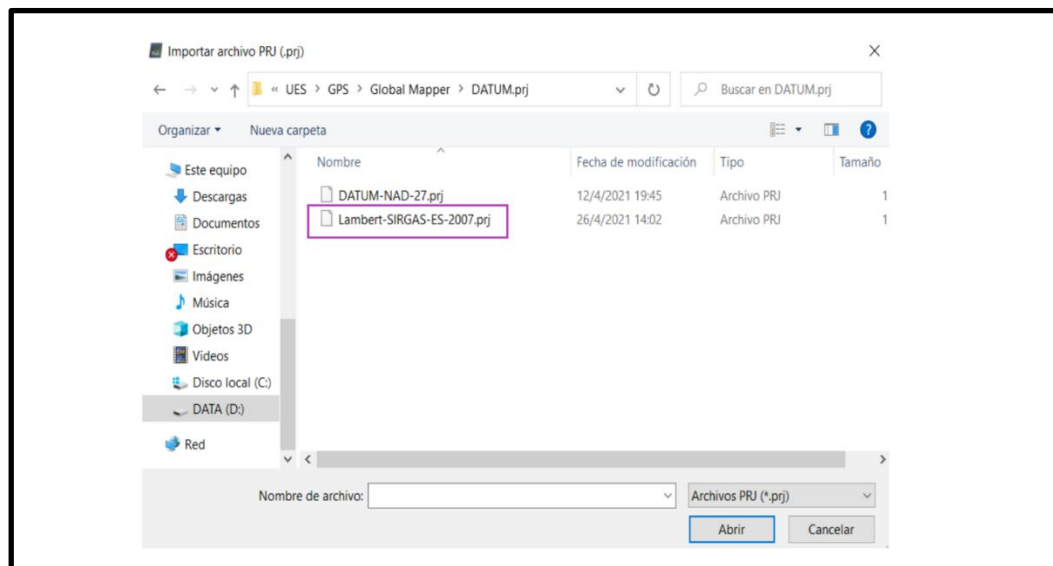 Importar archivo PRJ (.prj)
« UES > GPS > Global Mapper > DATUM.prj
Buscar en DATUM.prj
Organizar
Nueva carpeta
Nombre
Fecha de modificación
Tipo
Tamaño
Este equipo
Descargas
Documentos
Escritorio
Imágenes
Música
Objetos 3D
Videos
Disco local (C:)
DATA (D:)
Red
DATUM-NAD-27.prj 12/4/2021 19:45 Archivo PRJ 1
Lambert-SIRGAS-ES-2007.prj 26/4/2021 14:02 Archivo PRJ 1
Nombre de archivo:
Archivos PRJ (*.prj)
Abrir
Cancelar